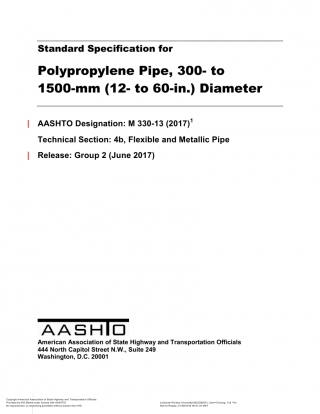 Standard Specification for
Polypropylene Pipe, 300- to
1500-mm (12- to 60-in.) Diameter
AASHTO Designation: M 330-13 (2017)1
Technical Section: 4b, Flexible and Metallic Pipe
Release: Group 2 (June 2017)
AASHTO
American Association of State Highway and Transportation Officials
444 North Capitol Street N.W., Suite 249
Washington, D.C. 20001